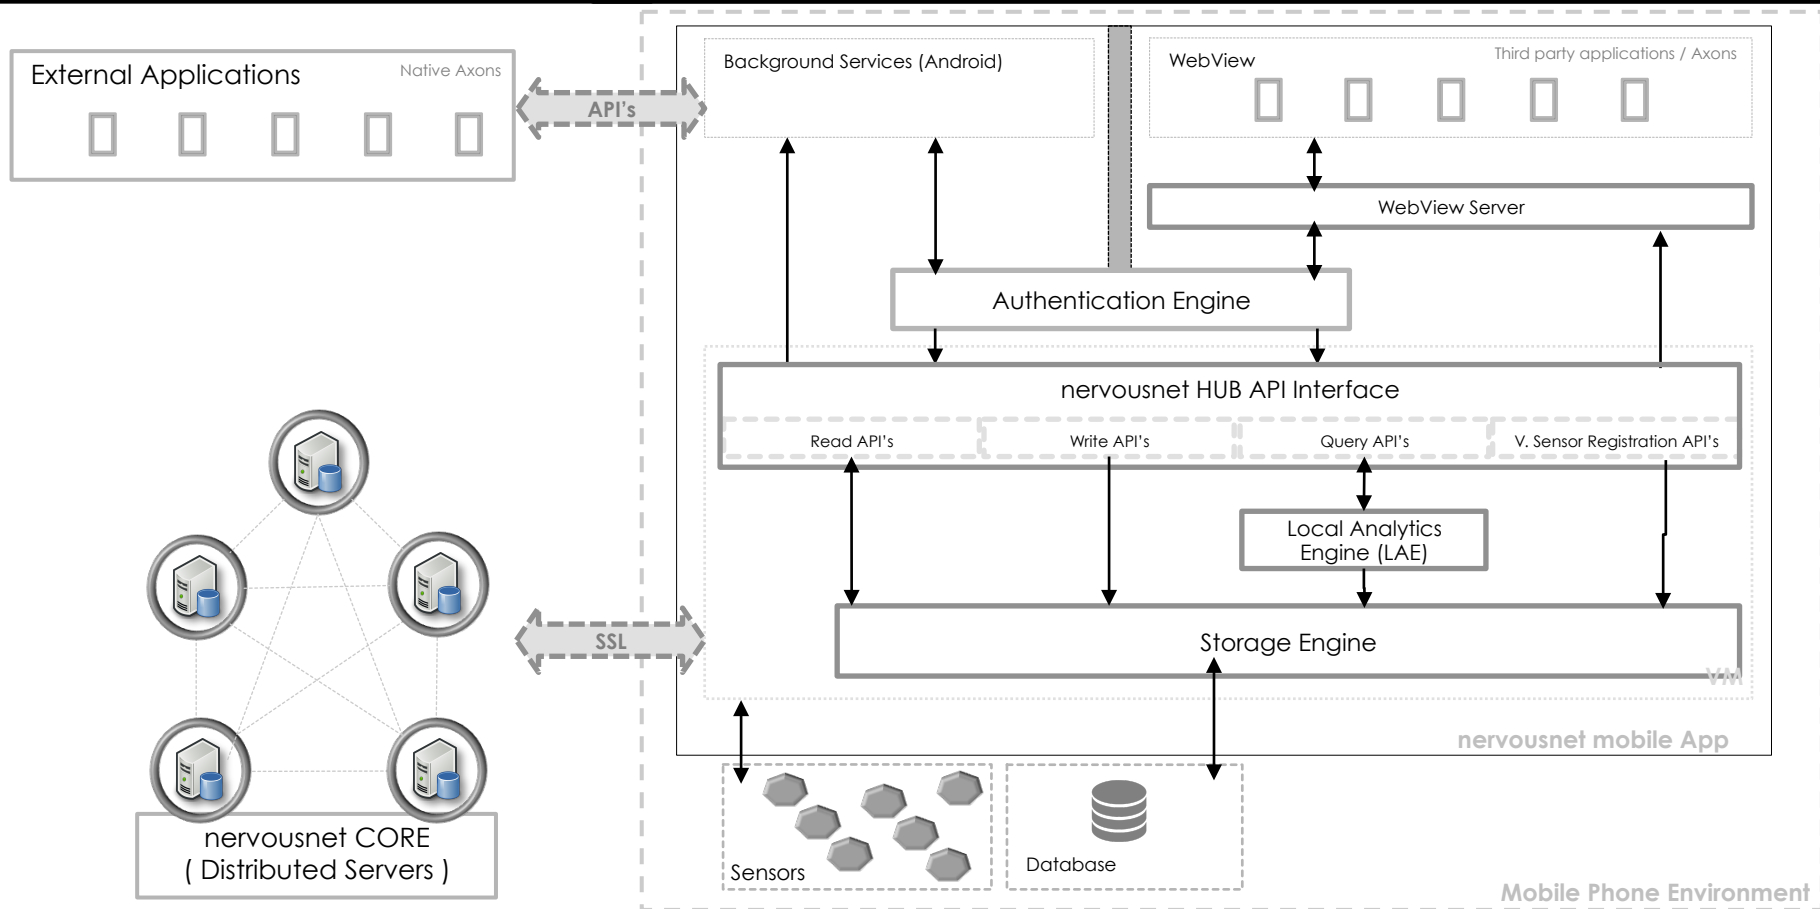 External Applications
Native Axons
API's
Background Services (Android)
WebView
Third party applications / Axons
WebView Server
Authentication Engine
nervousnet HUB API Interface
Read API's
Write API's
Query API's
V. Sensor Registration API's
Local Analytics
Engine (LAE)
SSL
Storage Engine
VM
nervousnet mobile App
nervousnet CORE
( Distributed Servers )
Sensors
Database
Mobile Phone Environment